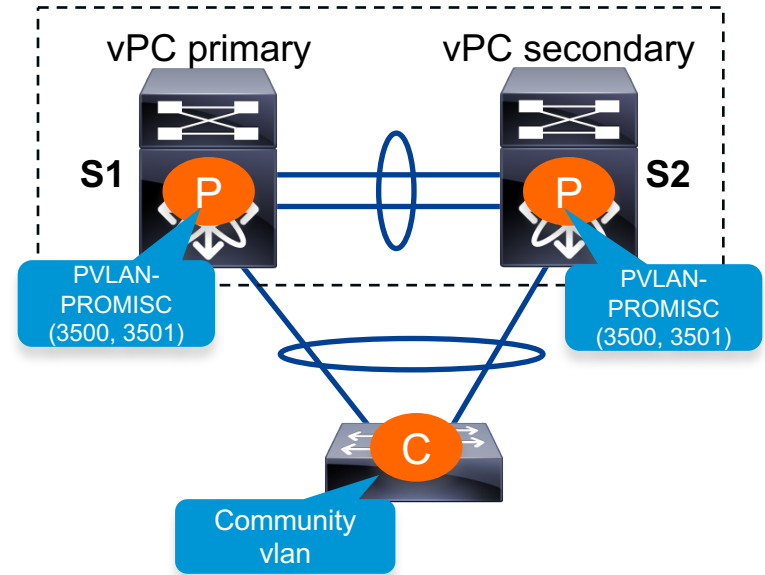 vPC primary
vPC secondary
S1
P
P
S2
PVLAN-
PROMISC
(3500, 3501)
PVLAN-
PROMISC
(3500, 3501)
C
Community
vlan